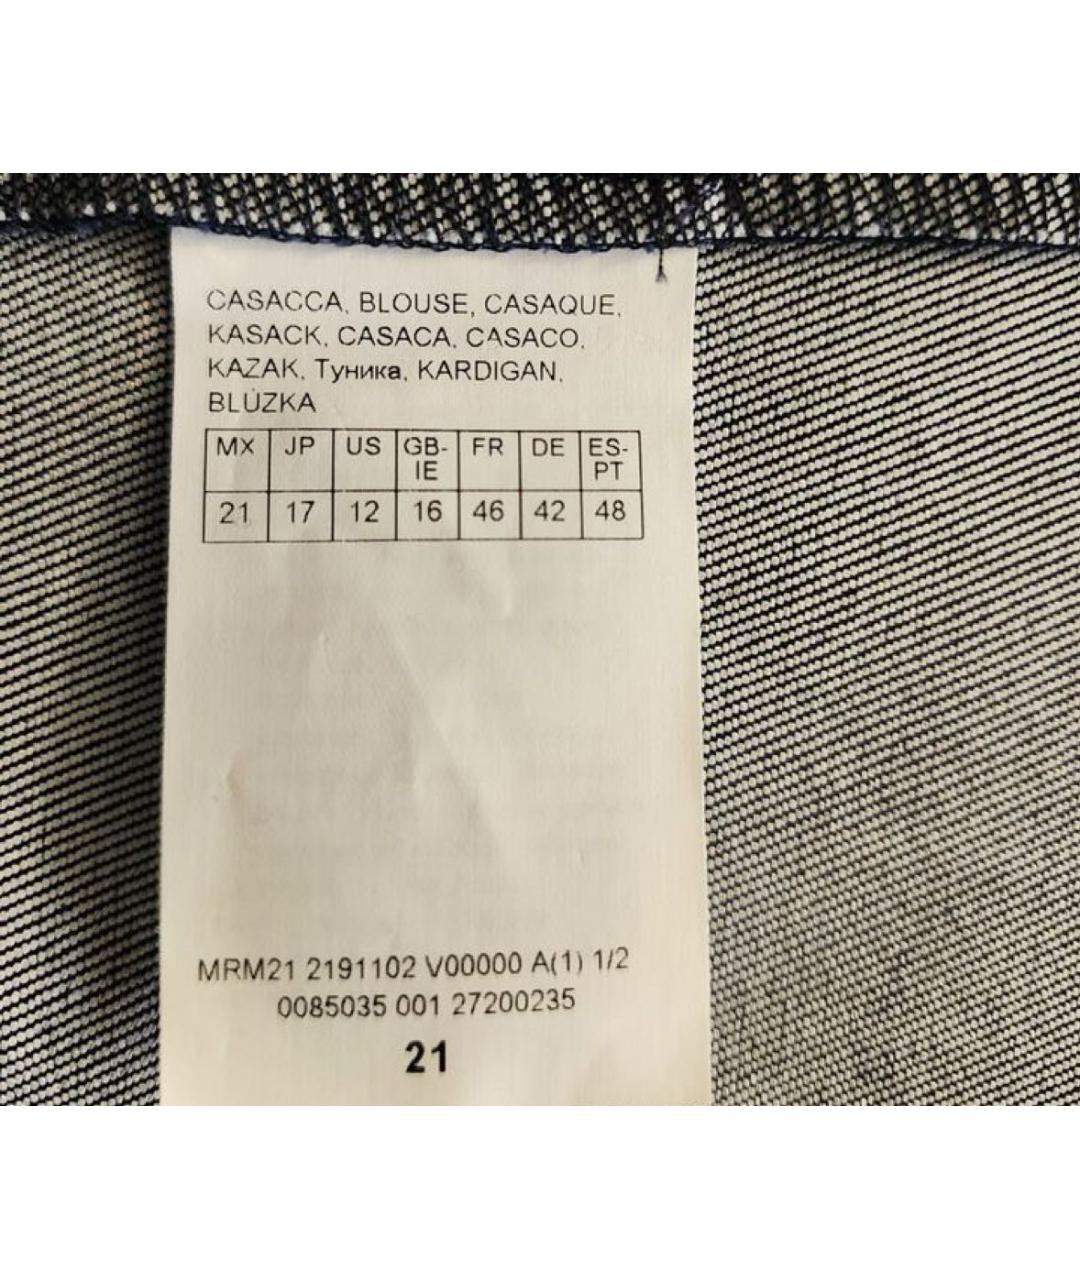 CASACCA, BLOUSE, CASAQUE,
KASACK, CASACA, CASACO,
KAZAK, Туника, KARDIGAN,
BLÚZKA
MX JP US GB-IE FR DE ES-PT
21 17 12 16 46 42 48
MRM21 2191102 V00000 A(1) 1/2
0085035 001 27200235
21